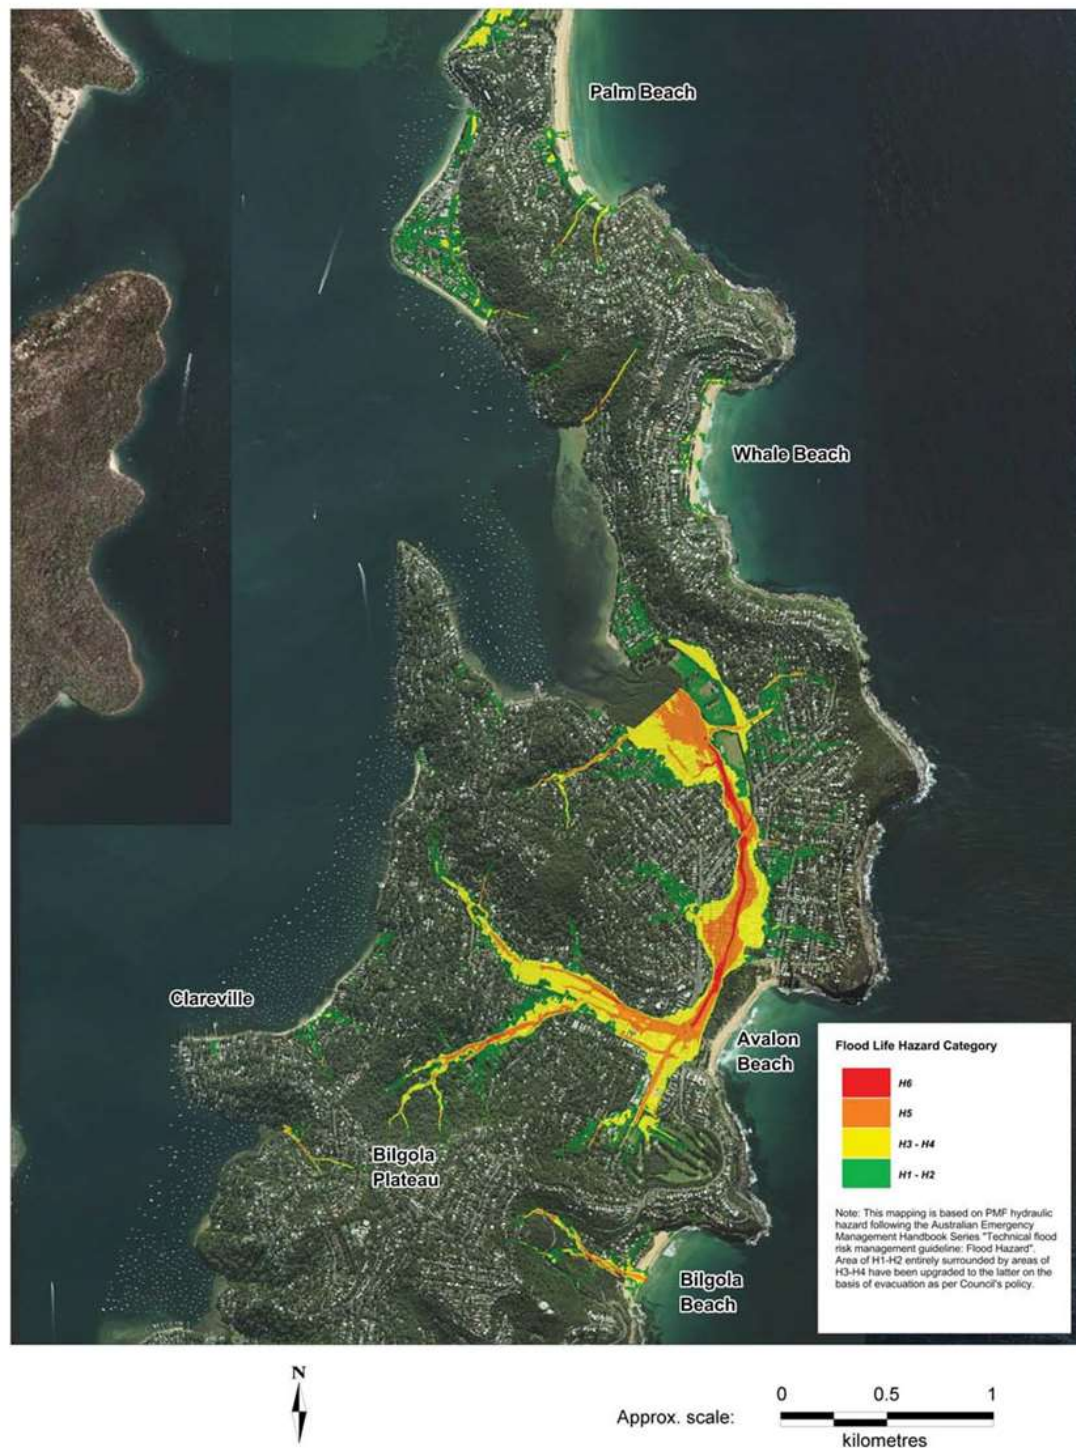 Palm Beach
Whale Beach
Clareville
Avalon
Beach
Bilgola
Plateau
Bilgola
Beach
Flood Life Hazard Category
H6
H5
H3 - H4
H1 - H2
Note: This mapping is based on PMF hydraulic
hazard following the Australian Emergency
Management Handbook Series "Technical flood
risk management guideline: Flood Hazard".
Area of H1-H2 entirely surrounded by areas of
H3-H4 have been upgraded to the latter on the
basis of evacuation as per Council's policy.
N
Approx. scale:
0 0.5 1
kilometres